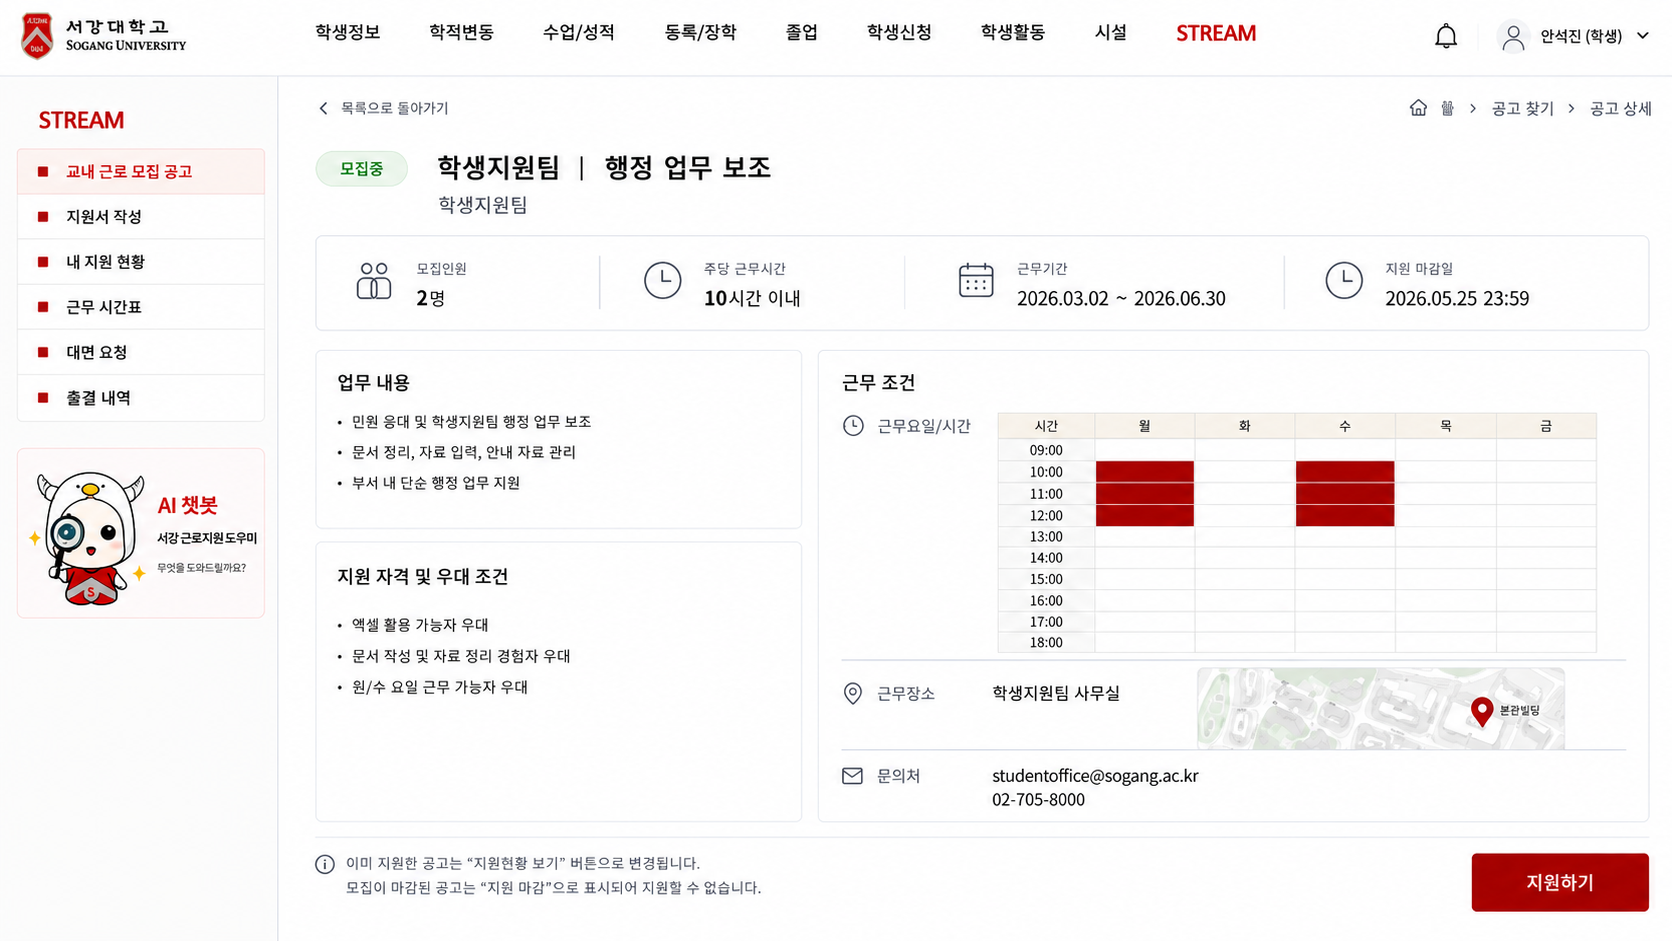 서강대학교
SOGANG UNIVERSITY
학생정보
학적변동
수업/성적
등록/장학
졸업
학생신청
학생활동
시설
STREAM
안석진 (학생)
STREAM
교내 근로 모집 공고
지원서 작성
내 지원 현황
근무 시간표
대면 요청
출결 내역
AI 챗봇
서강 근로지원 도우미
무엇을 도와드릴까요?
S
목록으로 돌아가기
공고 찾기
공고 상세
모집중
학생지원팀 | 행정 업무 보조
학생지원팀
모집인원
2명
주당 근무시간
10시간 이내
근무기간
2026.03.02 ~ 2026.06.30
지원 마감일
2026.05.25 23:59
업무 내용
• 민원 응대 및 학생지원팀 행정 업무 보조
• 문서 정리, 자료 입력, 안내 자료 관리
• 부서 내 단순 행정 업무 지원
지원 자격 및 우대 조건
• 액셀 활용 가능자 우대
• 문서 작성 및 자료 정리 경험자 우대
• 원/수 요일 근무 가능자 우대
근무 조건
근무요일/시간
시간 월 화 수 목 금
09:00
10:00
11:00
12:00
13:00
14:00
15:00
16:00
17:00
18:00
근무장소
학생지원팀 사무실
본관빌딩
문의처
studentoffice@sogang.ac.kr
02-705-8000
이미 지원한 공고는 “지원현황 보기” 버튼으로 변경됩니다.
모집이 마감된 공고는 “지원 마감”으로 표시되어 지원할 수 없습니다.
지원하기